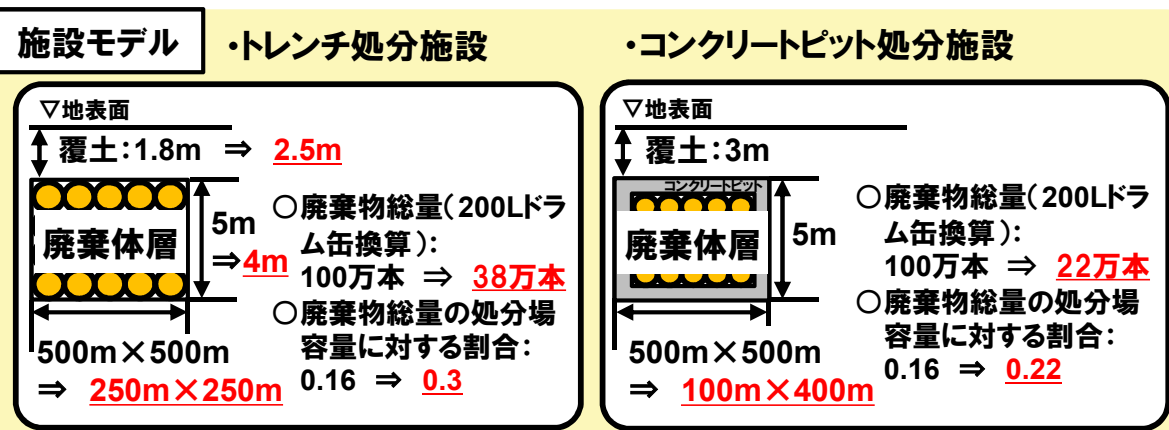 施設モデル
・トレンチ処分施設
・コンクリートピット処分施設
▽地表面
覆土：1.8m ⇒ 2.5m
廃棄体層
5m
⇒4m
500m×500m
⇒ 250m×250m
○廃棄物総量（200Lドラ
ム缶換算）：
100万本 ⇒ 38万本
○廃棄物総量の処分場
容量に対する割合：
0.16 ⇒ 0.3
▽地表面
覆土：3m
コンクリートピット
廃棄体層
5m
500m×500m
⇒ 100m×400m
○廃棄物総量（200Lドラ
ム缶換算）：
100万本 ⇒ 22万本
○廃棄物総量の処分場
容量に対する割合：
0.16 ⇒ 0.22